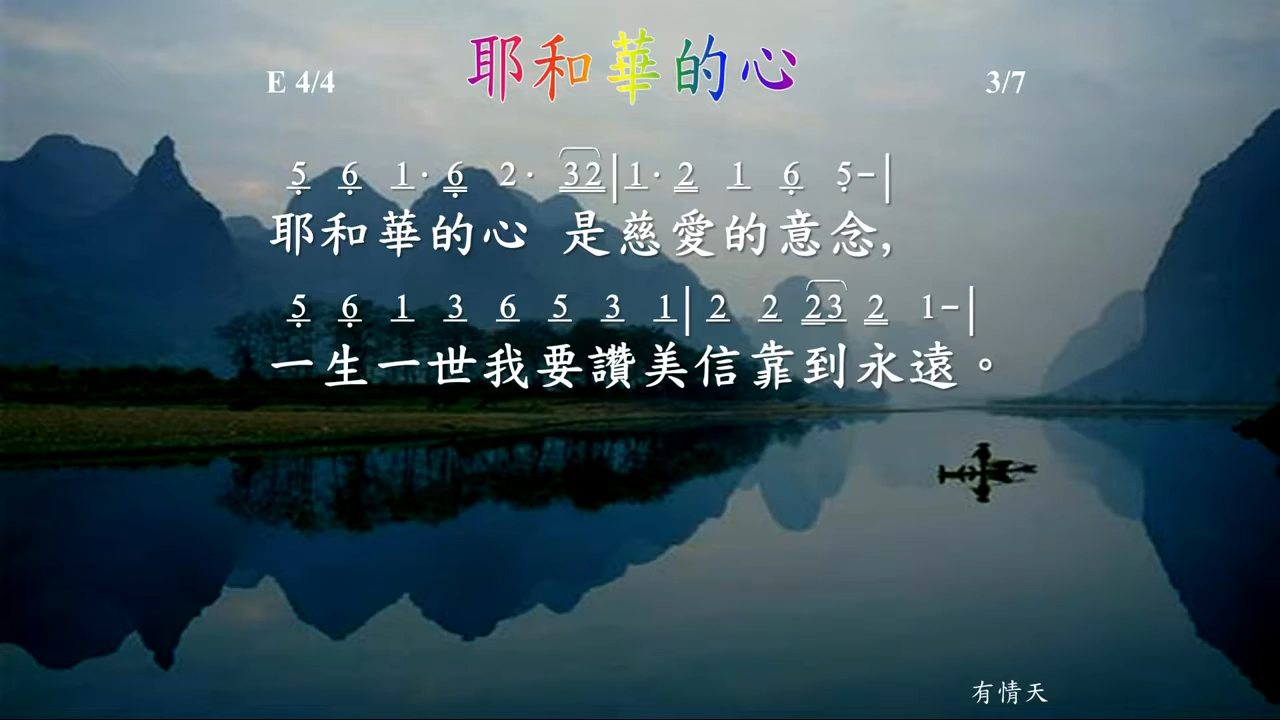 耶和華的心
E 4/4 3/7
5 6 1· 6 2· 32|1· 2 1 6 5-|
耶和華的心 是慈愛的意念,
5 6 1 3 6 5 3 1|2 2 23 2 1-|
一生一世我要讚美信靠到永遠。
有情天